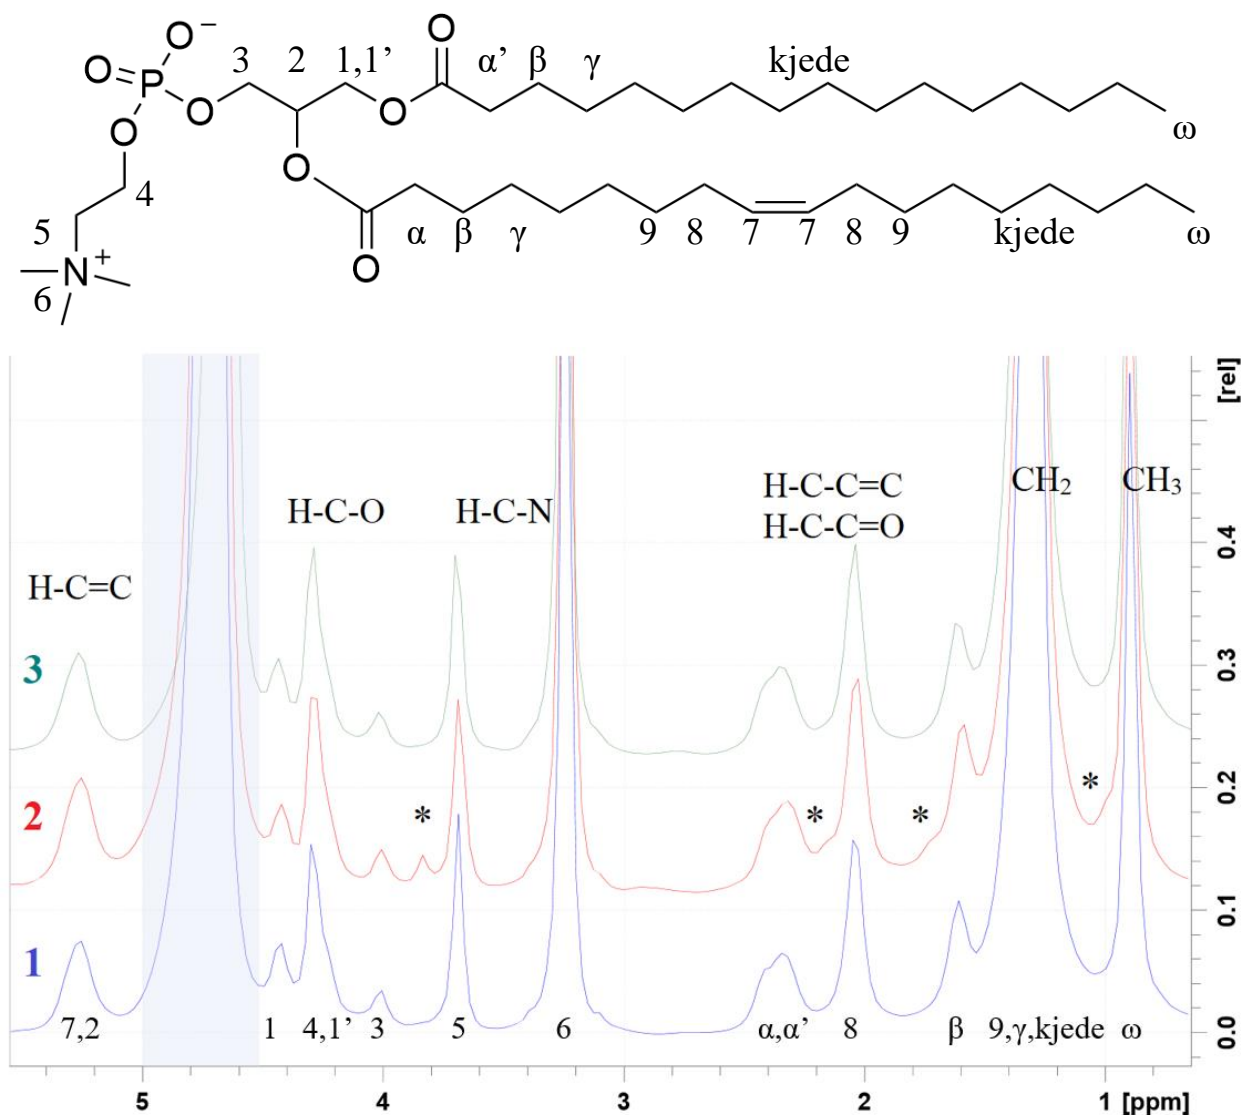 O O⁻
O P 3 2 1,1’ α’ β γ kjede
O O
O ω
O 4
5 α β γ 9 8 7 7 8 9 kjede ω
N⁺ O
6
[rel]
H-C-C=C CH₂ CH₃
H-C-O H-C-N H-C-C=O
0.4
H-C=C
3 0.3
*
2 * * * 0.2
0.1
1
7,2 1 4,1’ 3 5 6 α,α’ 8 β 9,γ,kjede ω 0.0
5 4 3 2 1 [ppm]